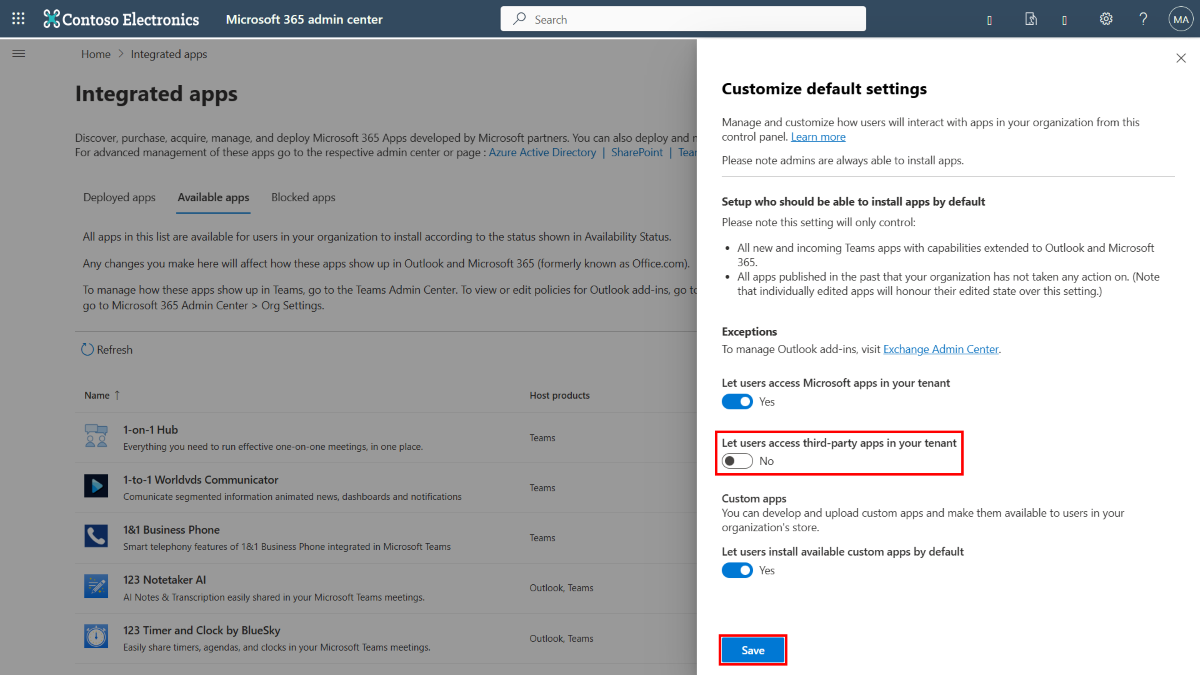 Contoso Electronics
Microsoft 365 admin center
Search
MA
Home > Integrated apps
Integrated apps
Discover, purchase, acquire, manage, and deploy Microsoft 365 Apps developed by Microsoft partners. You can also deploy and
For advanced management of these apps go to the respective admin center or page : Azure Active Directory | SharePoint |
Deployed apps
Available apps
Blocked apps
All apps in this list are available for users in your organization to install according to the status shown in Availability Status.
Any changes you make here will affect how these apps show up in Outlook and Microsoft 365 (formerly known as Office.com).
To manage how these apps show up in Teams, go to the Teams Admin Center. To view or edit policies for Outlook add-ins, go to
go to Microsoft 365 Admin Center > Org Settings.
Refresh
Name ↑
Host products
1-on-1 Hub
Everything you need to run effective one-on-one meetings, in one place.
Teams
1-to-1 Worldvds Communicator
Comunicate segmented information animated news, dashboards and notifications
Teams
1&1 Business Phone
Smart telephony features of 1&1 Business Phone integrated in Microsoft Teams
Teams
123 Notetaker AI
AI Notes & Transcription easily shared in your Microsoft Teams meetings.
Outlook, Teams
123 Timer and Clock by BlueSky
Easily share timers, agendas, and clocks in your Microsoft Teams meetings.
Outlook, Teams
Customize default settings
Manage and customize how users will interact with apps in your organization from this
control panel. Learn more
Please note admins are always able to install apps.
Setup who should be able to install apps by default
Please note this setting will only control:
• All new and incoming Teams apps with capabilities extended to Outlook and Microsoft
365.
• All apps published in the past that your organization has not taken any action on. (Note
that individually edited apps will honour their edited state over this setting.)
Exceptions
To manage Outlook add-ins, visit Exchange Admin Center.
Let users access Microsoft apps in your tenant
Yes
Let users access third-party apps in your tenant
No
Custom apps
You can develop and upload custom apps and make them available to users in your
organization's store.
Let users install available custom apps by default
Yes
Save